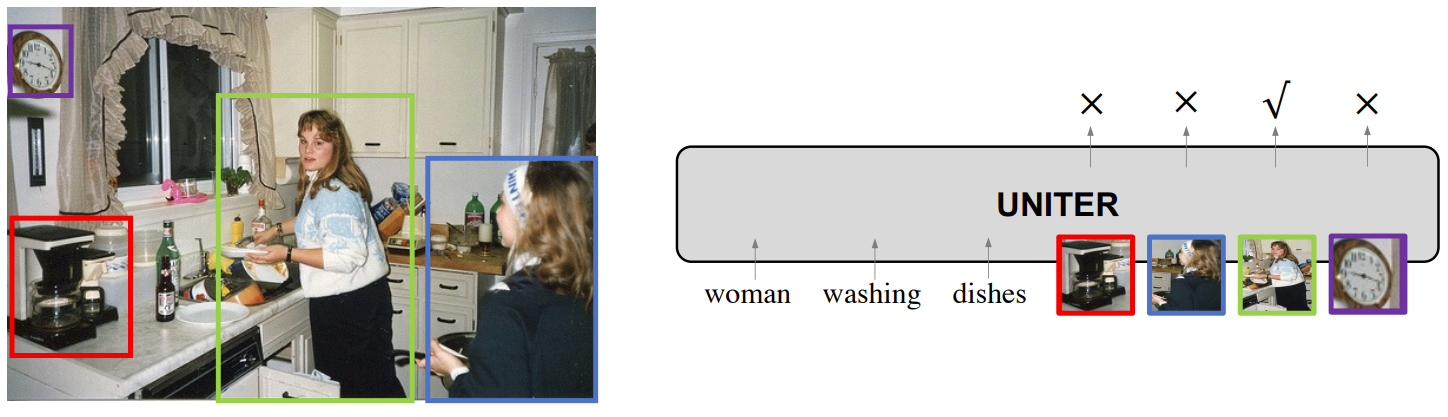 × × √ ×
UNITER
woman washing dishes